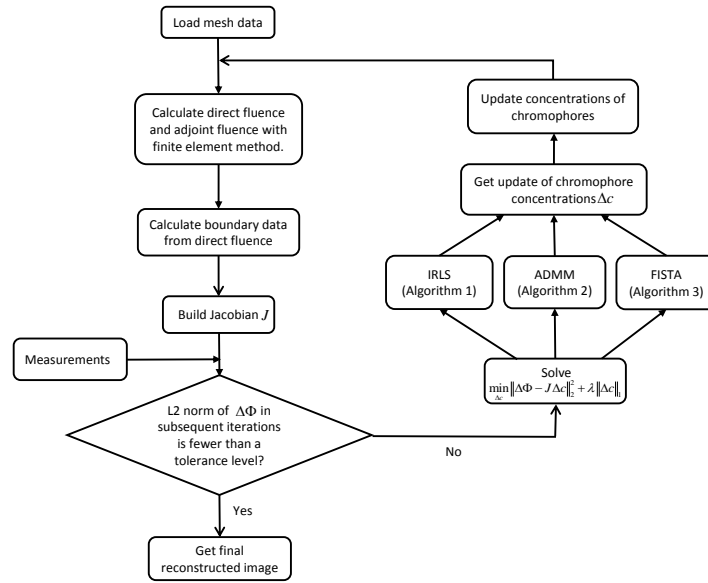 Load mesh data
Calculate direct fluence
and adjoint fluence with
finite element method.
Calculate boundary data
from direct fluence
Build Jacobian J
Measurements
L2 norm of ΔΦ in
subsequent iterations
is fewer than a
tolerance level?
Yes
Get final
reconstructed image
No
Solve
min_{Δc} ‖ΔΦ − JΔc‖₂² + λ‖Δc‖₁
IRLS
(Algorithm 1)
ADMM
(Algorithm 2)
FISTA
(Algorithm 3)
Get update of chromophore
concentrations Δc
Update concentrations of
chromophores